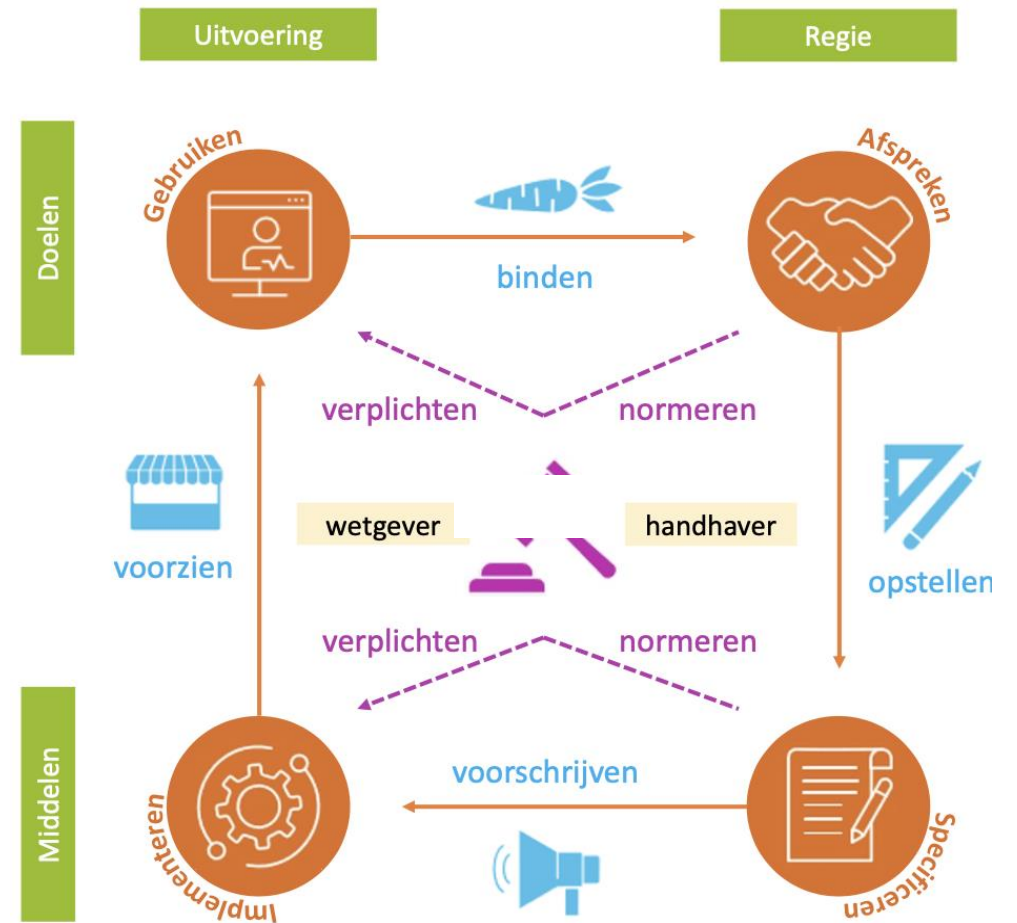 Uitvoering
Regie
Doelen
Gebruiken
Afspreken
binden
verplichten
normeren
voorzien
wetgever
handhaver
opstellen
verplichten
normeren
Middelen
Implementeren
voorschrijven
Specificeren